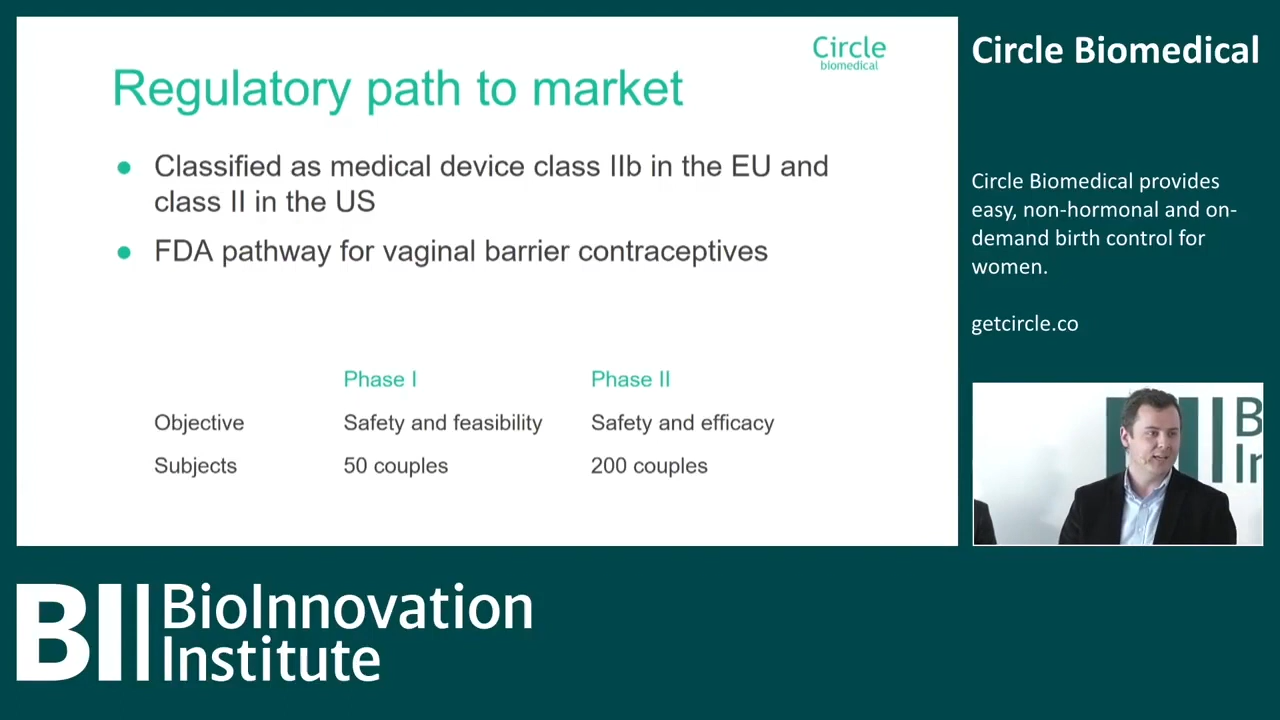 Circle
biomedical
Regulatory path to market
● Classified as medical device class IIb in the EU and
class II in the US
● FDA pathway for vaginal barrier contraceptives
Phase I Phase II
Objective Safety and feasibility Safety and efficacy
Subjects 50 couples 200 couples
Circle Biomedical
Circle Biomedical provides
easy, non-hormonal and on-
demand birth control for
women.
getcircle.co
BII BioInnovation
Institute